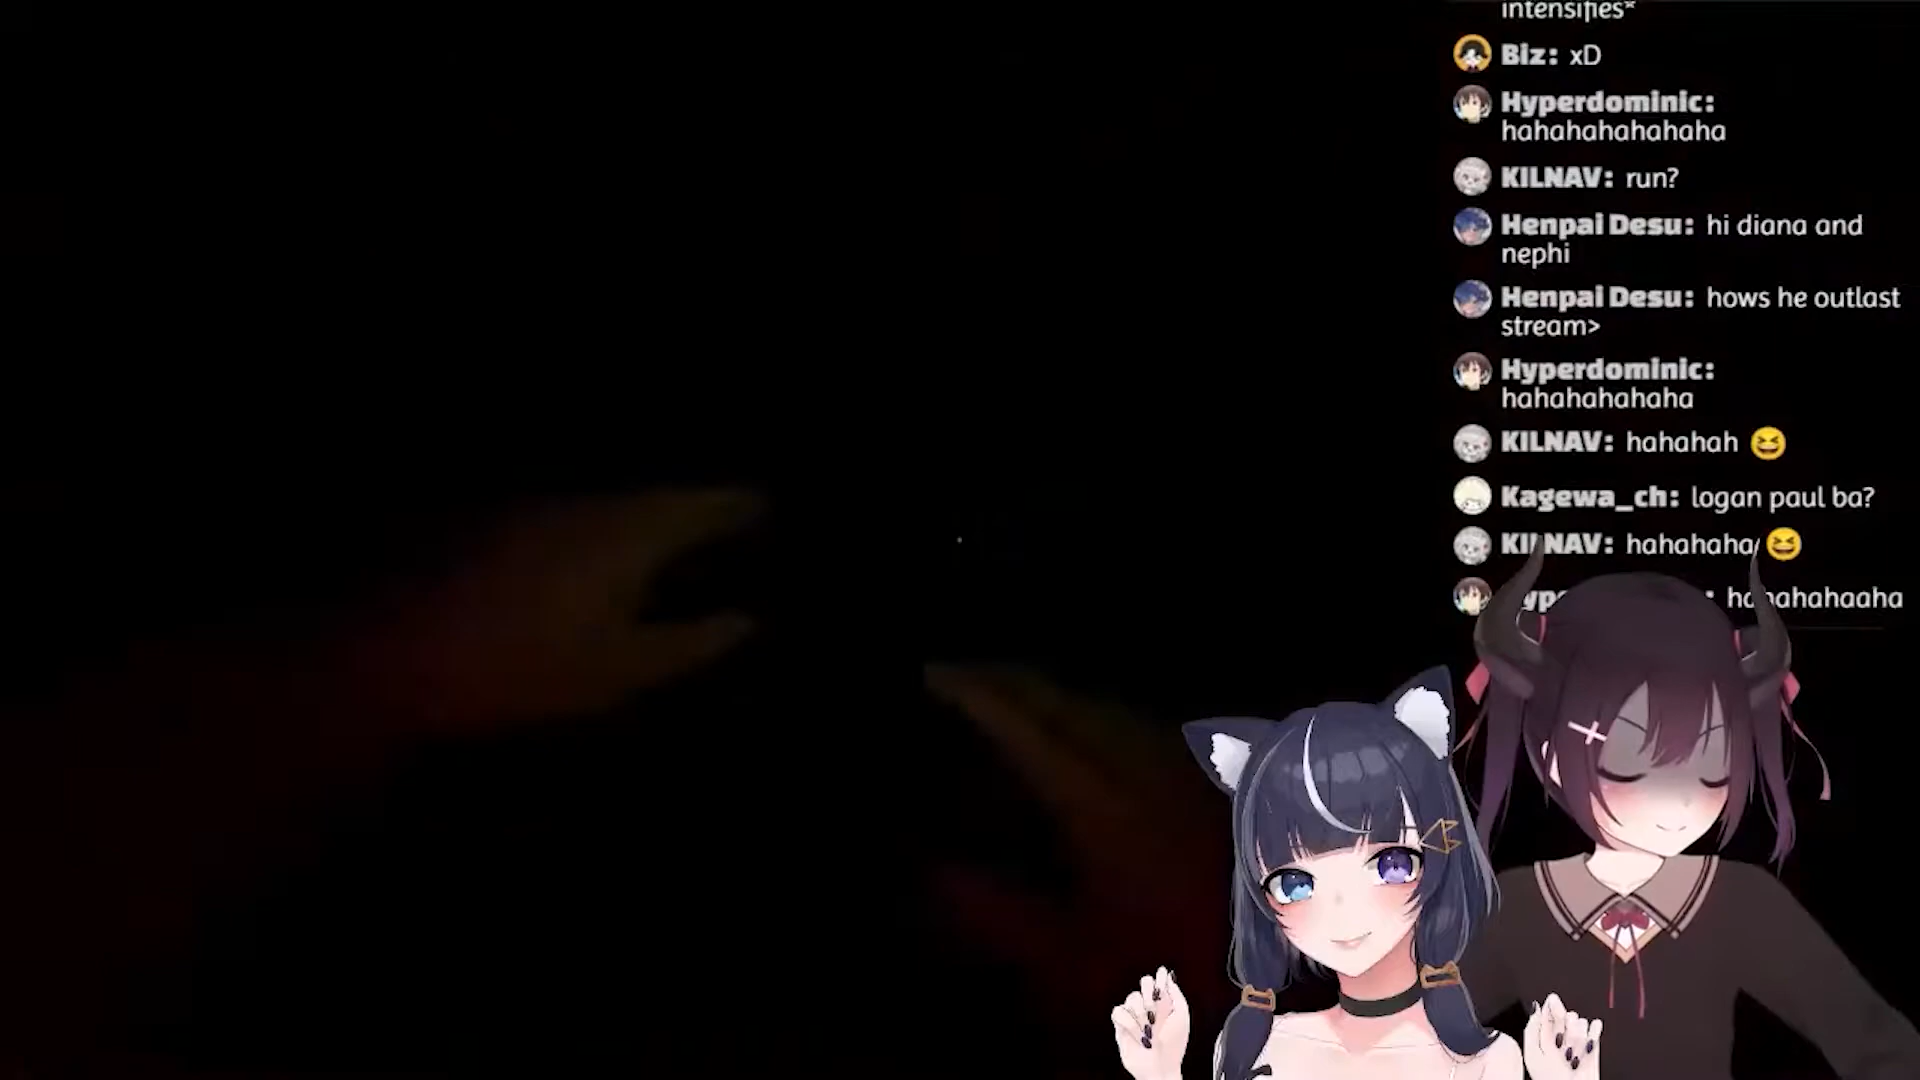 intensifies*
Biz: xD
Hyperdominic:
hahahahahahaha
KILNAV: run?
Henpai Desu: hi diana and
nephi
Henpai Desu: hows he outlast
stream>
Hyperdominic:
hahahahahaha
KILNAV: hahahah 😆
Kagewa_ch: logan paul ba?
KILNAV: hahahaha 😆